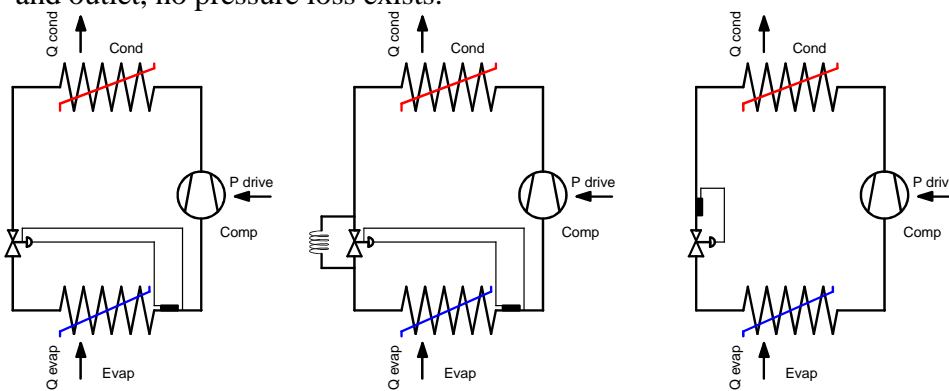 and outlet, no pressure loss exists.
Q cond
Cond
P drive
Comp
Q evap
Evap
Q cond
Cond
P drive
Comp
Q evap
Evap
Q cond
Cond
P driv
Comp
Q evap
Evap